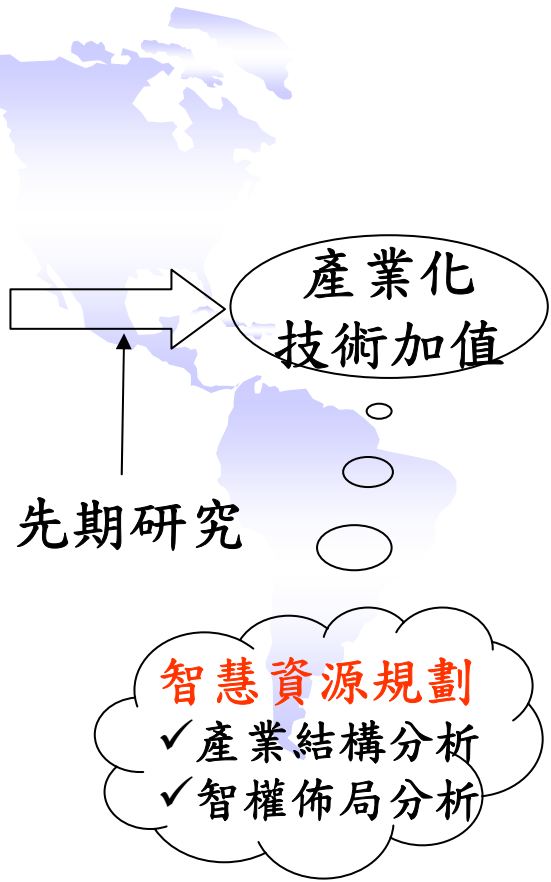 產業化
技術加值
先期研究
智慧資源規劃
✓產業結構分析
✓智權佈局分析